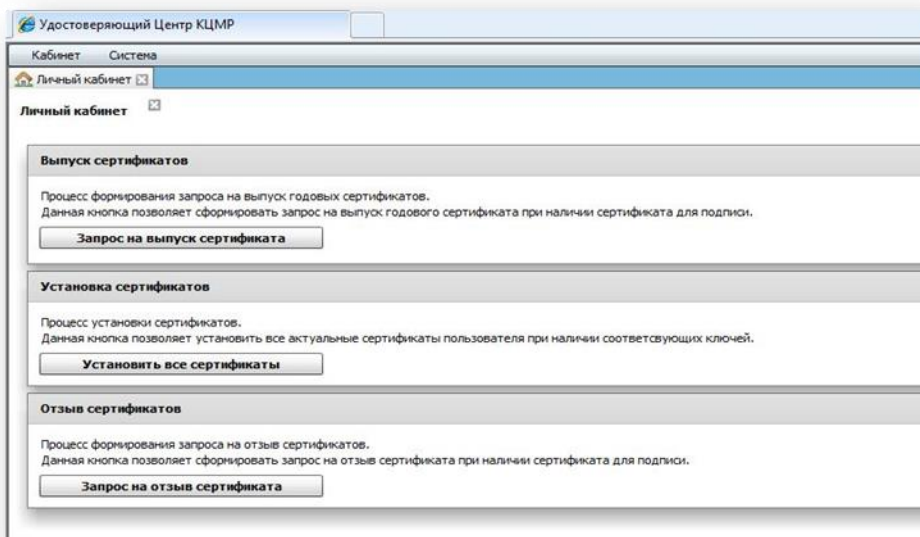 Удостоверяющий Центр КЦМР
Кабинет Система
Личный кабинет
Личный кабинет
Выпуск сертификатов
Процесс формирования запроса на выпуск годовых сертификатов.
Данная кнопка позволяет сформировать запрос на выпуск годового сертификата при наличии сертификата для подписи.
Запрос на выпуск сертификата
Установка сертификатов
Процесс установки сертификатов.
Данная кнопка позволяет установить все актуальные сертификаты пользователя при наличии соответсвующих ключей.
Установить все сертификаты
Отзыв сертификатов
Процесс формирования запроса на отзыв сертификатов.
Данная кнопка позволяет сформировать запрос на отзыв сертификата при наличии сертификата для подписи.
Запрос на отзыв сертификата